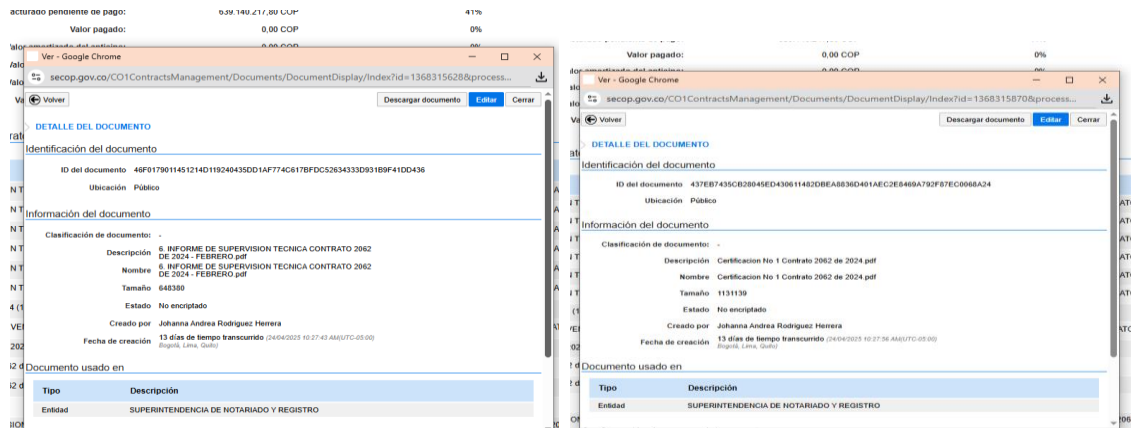 639.140.217,80 COP 41%
Valor pagado: 0,00 COP 0%
Ver - Google Chrome
secop.gov.co/CO1ContractsManagement/Documents/DocumentDisplay/Index?id=1368315628&process...
Volver Descargar documento Editar Cerrar
DETALLE DEL DOCUMENTO
Identificación del documento
ID del documento 46F0179011451214D119240435DD1AF774C617BFDC52634333D931B9F41DD436
Ubicación Público
Información del documento
Clasificación de documento: -
Descripción 6. INFORME DE SUPERVISION TECNICA CONTRATO 2062
DE 2024 - FEBRERO.pdf
Nombre 6. INFORME DE SUPERVISION TECNICA CONTRATO 2062
DE 2024 - FEBRERO.pdf
Tamaño 648380
Estado No encriptado
Creado por Johanna Andrea Rodriguez Herrera
Fecha de creación 13 días de tiempo transcurrido (24/04/2025 10:27:43 AM(UTC-05:00)
Bogotá, Lima, Quito)
Documento usado en
Tipo Descripción
Entidad SUPERINTENDENCIA DE NOTARIADO Y REGISTRO
Valor pagado: 0,00 COP 0%
Ver - Google Chrome
secop.gov.co/CO1ContractsManagement/Documents/DocumentDisplay/Index?id=1368315870&process...
Volver Descargar documento Editar Cerrar
DETALLE DEL DOCUMENTO
Identificación del documento
ID del documento 437EB7435CB28045ED430611482DBEA8836D401AEC2E8469A792F87EC0068A24
Ubicación Público
Información del documento
Clasificación de documento: -
Descripción Certificacion No 1 Contrato 2062 de 2024.pdf
Nombre Certificacion No 1 Contrato 2062 de 2024.pdf
Tamaño 1131139
Estado No encriptado
Creado por Johanna Andrea Rodriguez Herrera
Fecha de creación 13 días de tiempo transcurrido (24/04/2025 10:27:56 AM(UTC-05:00)
Bogotá, Lima, Quito)
Documento usado en
Tipo Descripción
Entidad SUPERINTENDENCIA DE NOTARIADO Y REGISTRO